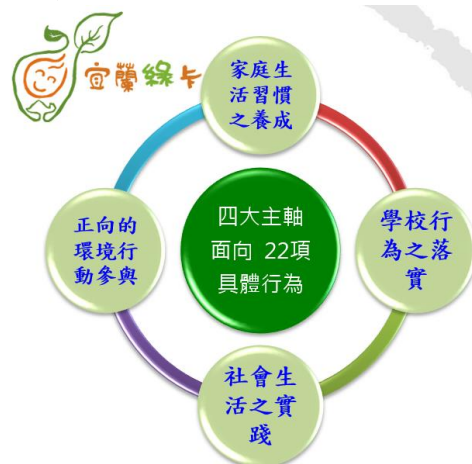 宜蘭綠卡
家庭生
活習慣
之養成
正向的
環境行
動參與
四大主軸
面向 22項
具體行為
學校行
為之落
實
社會生
活之實
踐